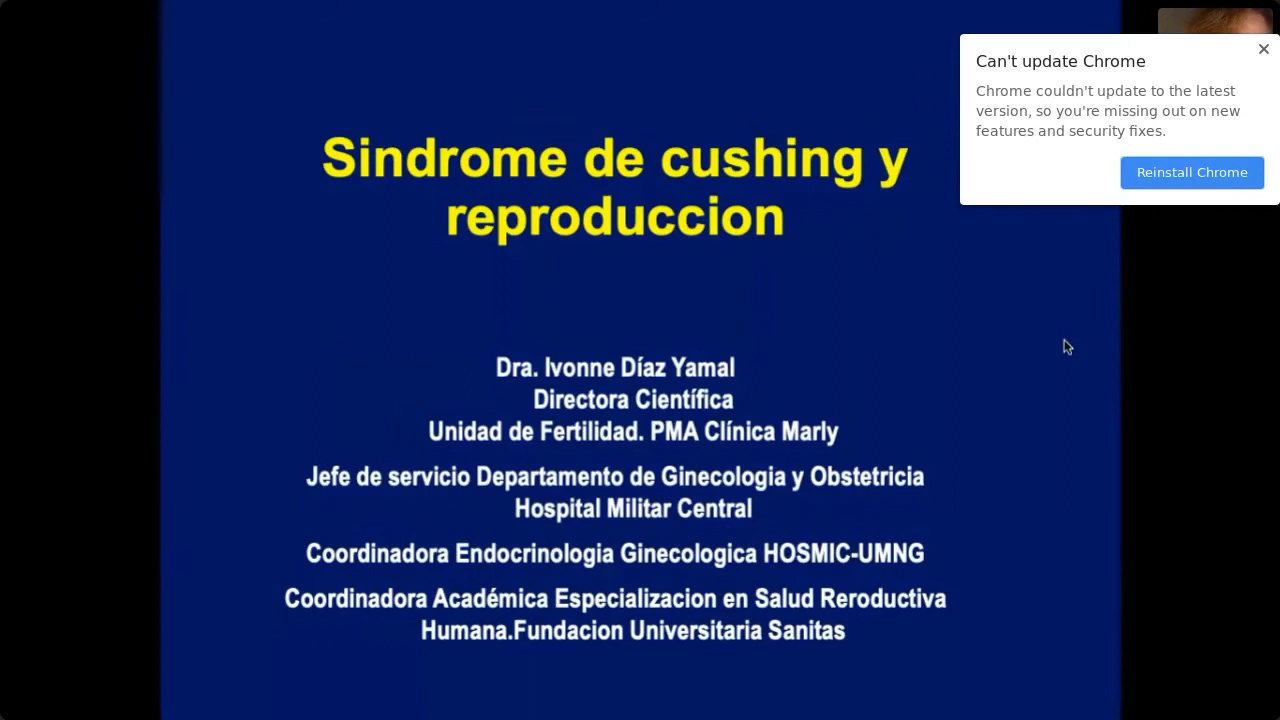 Sindrome de cushing y
reproduccion
Dra. Ivonne Díaz Yamal
Directora Científica
Unidad de Fertilidad. PMA Clínica Marly
Jefe de servicio Departamento de Ginecologia y Obstetricia
Hospital Militar Central
Coordinadora Endocrinologia Ginecologica HOSMIC-UMNG
Coordinadora Académica Especializacion en Salud Reroductiva
Humana.Fundacion Universitaria Sanitas
Can't update Chrome
Chrome couldn't update to the latest
version, so you're missing out on new
features and security fixes.
Reinstall Chrome